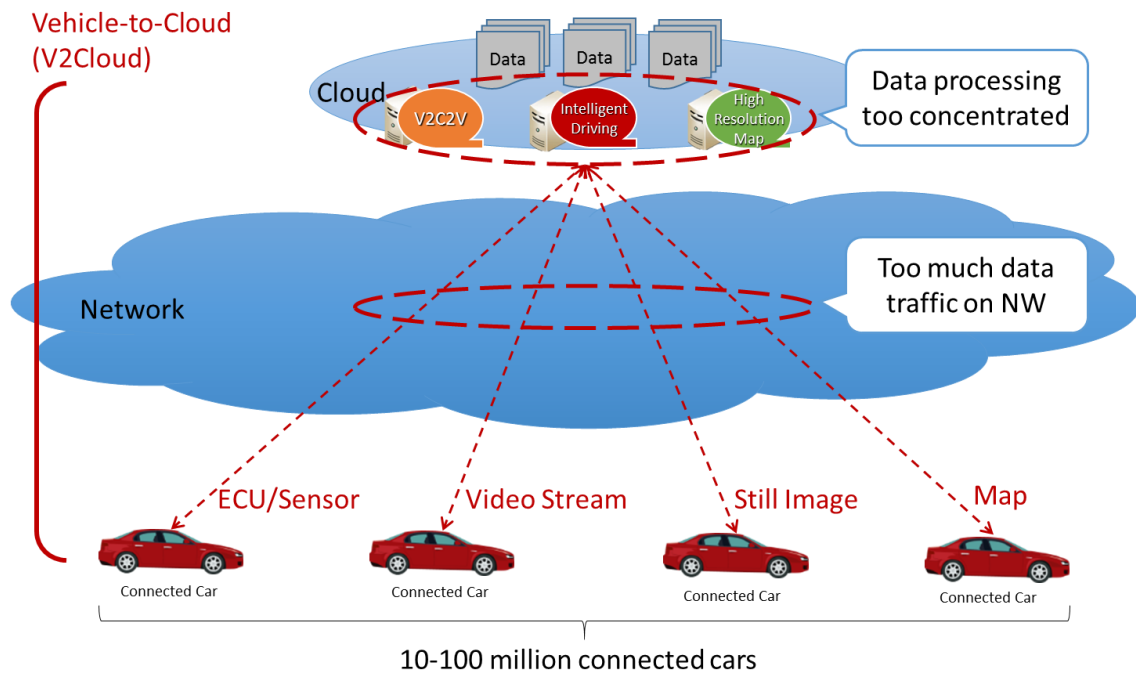 Vehicle-to-Cloud
(V2Cloud)
Data
Data
Data
Cloud
V2C2V
Intelligent
Driving
High
Resolution
Map
Data processing
too concentrated
Network
Too much data
traffic on NW
ECU/Sensor
Video Stream
Still Image
Map
Connected Car
Connected Car
Connected Car
Connected Car
10-100 million connected cars